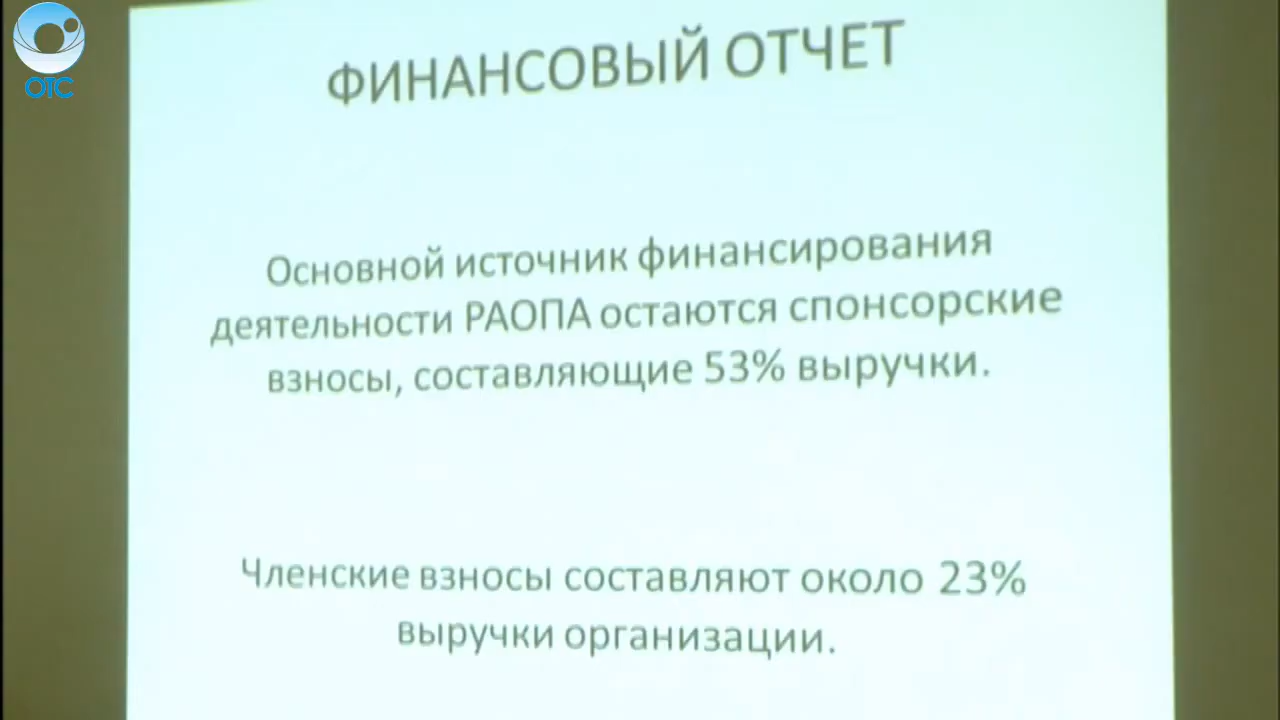 ОТС
ФИНАНСОВЫЙ ОТЧЕТ
Основной источник финансирования
деятельности РАОПА остаются спонсорские
взносы, составляющие 53% выручки.
Членские взносы составляют около 23%
выручки организации.